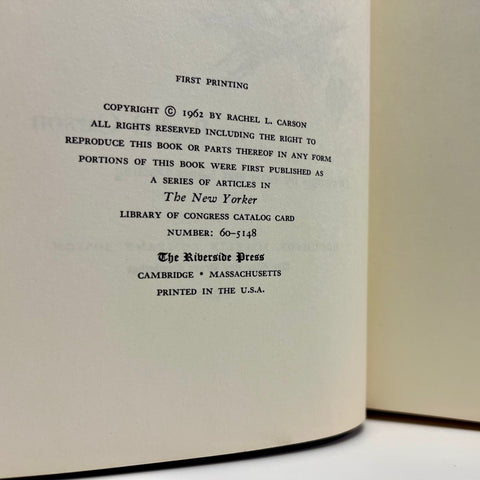 FIRST PRINTING
COPYRIGHT © 1962 BY RACHEL L. CARSON
ALL RIGHTS RESERVED INCLUDING THE RIGHT TO
REPRODUCE THIS BOOK OR PARTS THEREOF IN ANY FORM
PORTIONS OF THIS BOOK WERE FIRST PUBLISHED AS
A SERIES OF ARTICLES IN
The New Yorker
LIBRARY OF CONGRESS CATALOG CARD
NUMBER: 60-5148
The Riverside Press
CAMBRIDGE • MASSACHUSETTS
PRINTED IN THE U.S.A.